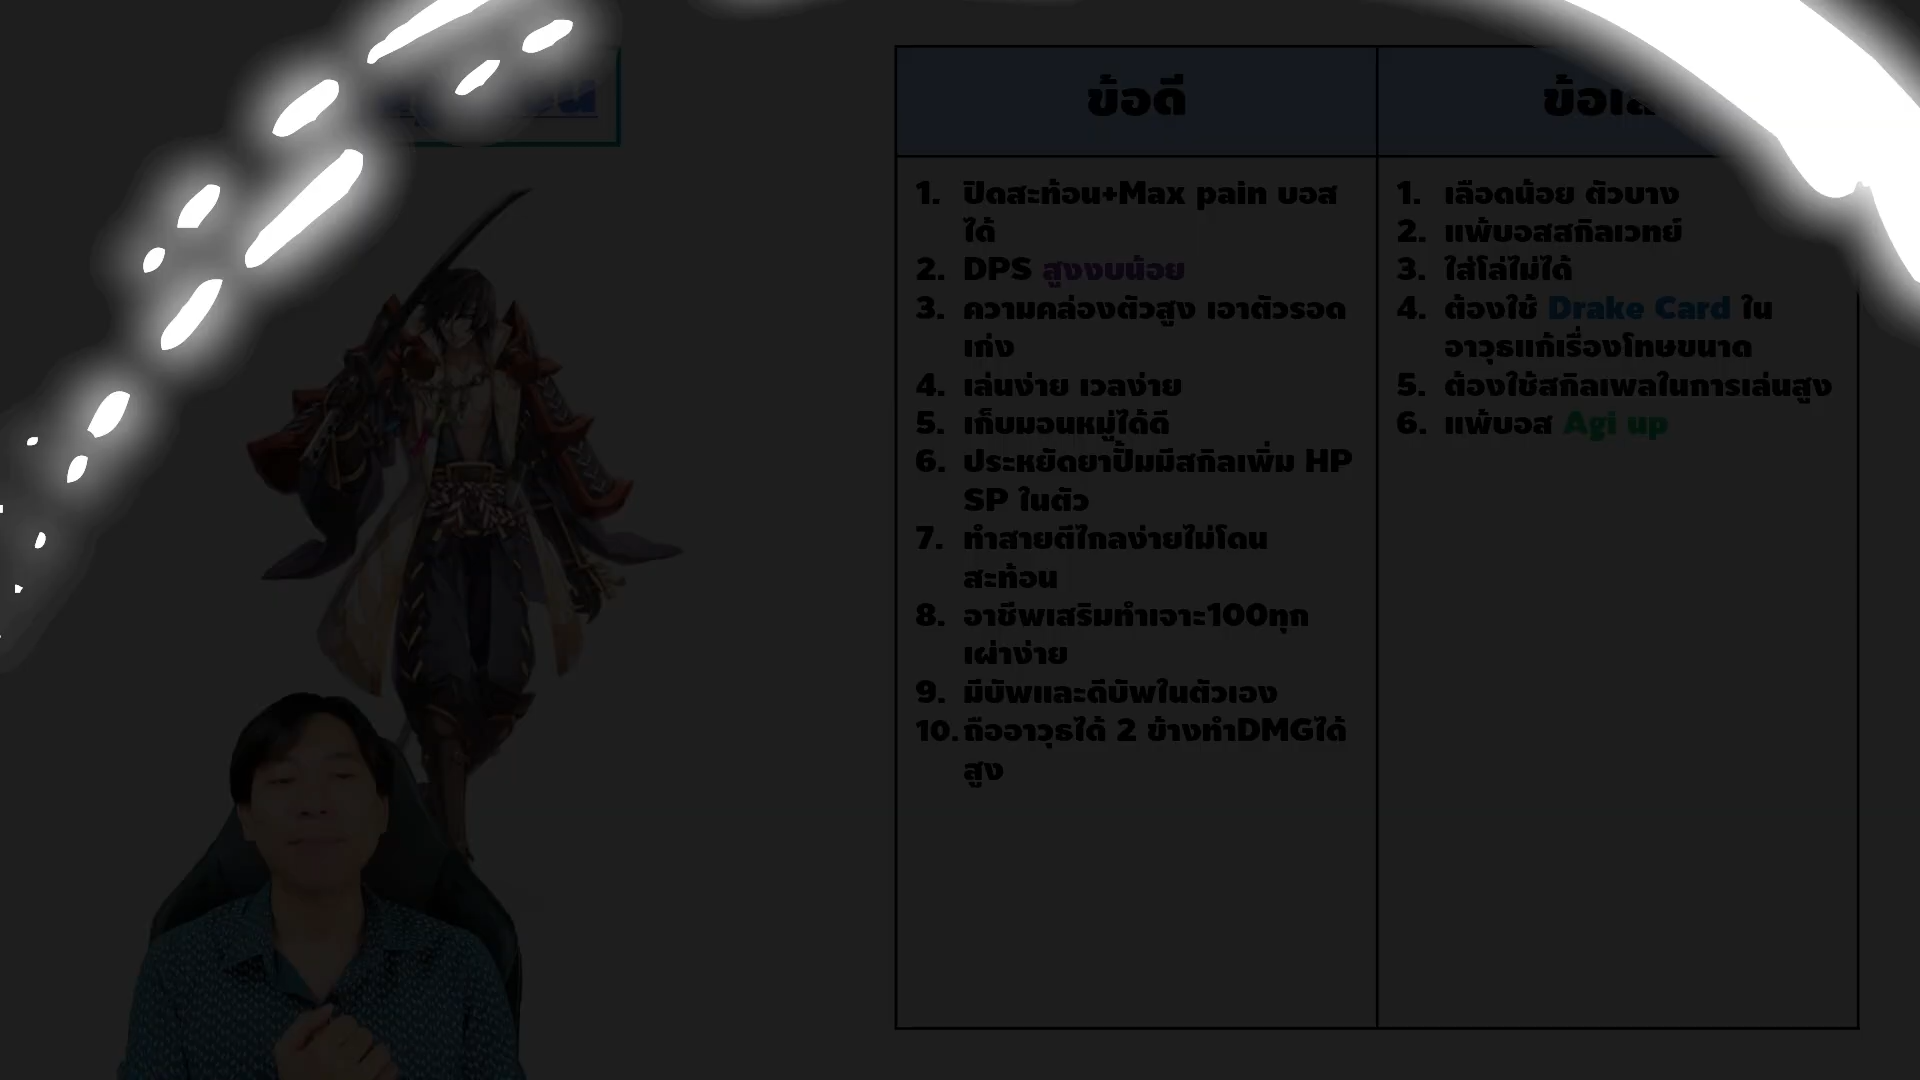 ข้อดี
1. ปิดสะท้อน+Max pain บอส
ได้
2. DPS สูงงบน้อย
3. ความคล่องตัวสูง เอาตัวรอด
เก่ง
4. เล่นง่าย เวลง่าย
5. เก็บมอนหมู่ได้ดี
6. ประหยัดยาปั้มมีสกิลเพิ่ม HP
SP ในตัว
7. ทำสายตีไกลง่ายไม่โดน
สะท้อน
8. อาชีพเสริมทำเจาะ100ทุก
เผ่าง่าย
9. มีบัพและดีบัพในตัวเอง
10. ถืออาวุธได้ 2 ข้างทำDMGได้
สูง
1. เลือดน้อย ตัวบาง
2. แพ้บอสสกิลเวทย์
3. ใส่โล่ไม่ได้
4. ต้องใช้ Drake Card ใน
อาวุธแก้เรื่องโทษขนาด
5. ต้องใช้สกิลเพลในการเล่นสูง
6. แพ้บอส Agi up